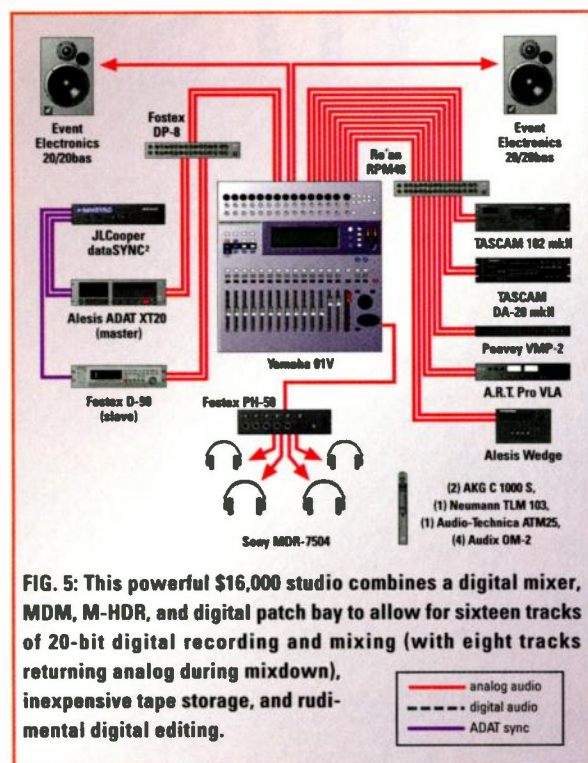 Event
Electronics
20/20bas
Fostex
DP-8
Event
Electronics
20/20bas
Re'an
RPM48
JLCooper
dataSYNC²
Alesis ADAT XT20
(master)
Fostex D-90
(slave)
Yamaha 01V
TASCAM 102 mkII
TASCAM
DA-20 mkII
Peavey VMP-2
A.R.T. Pro VLA
Alesis Wedge
Fostex PH-50
Sony MDR-7504
(2) AKG C 1000 S,
(1) Neumann TLM 103,
(1) Audio-Technica ATM25,
(4) Audix OM-2
FIG. 5: This powerful $16,000 studio combines a digital mixer,
MDM, M-HDR, and digital patch bay to allow for sixteen tracks
of 20-bit digital recording and mixing (with eight tracks
returning analog during mixdown),
inexpensive tape storage, and rudi-
mental digital editing.
analog audio
digital audio
ADAT sync